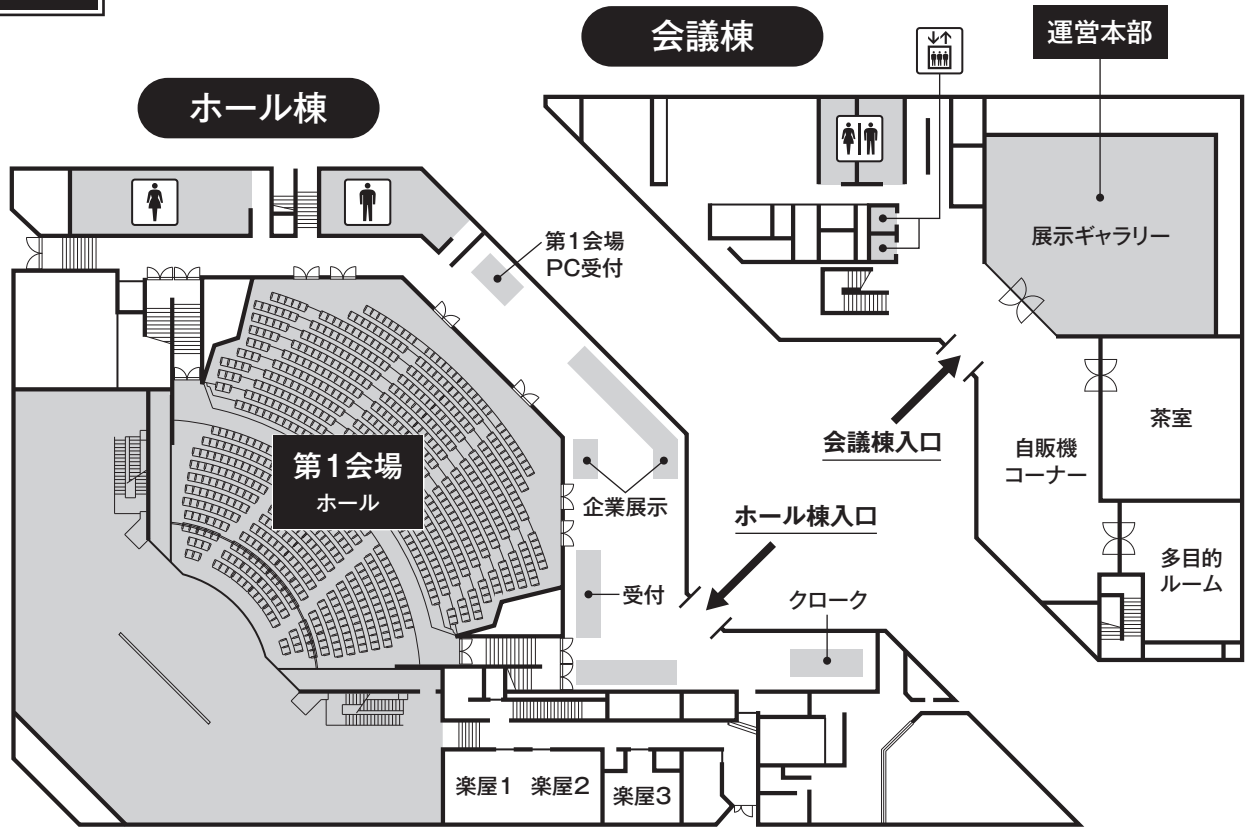 会議棟
運営本部
ホール棟
第1会場
PC受付
展示ギャラリー
会議棟入口
自販機
コーナー
茶室
第1会場
ホール
企業展示
ホール棟入口
多目的
ルーム
受付
クローク
楽屋1
楽屋2
楽屋3